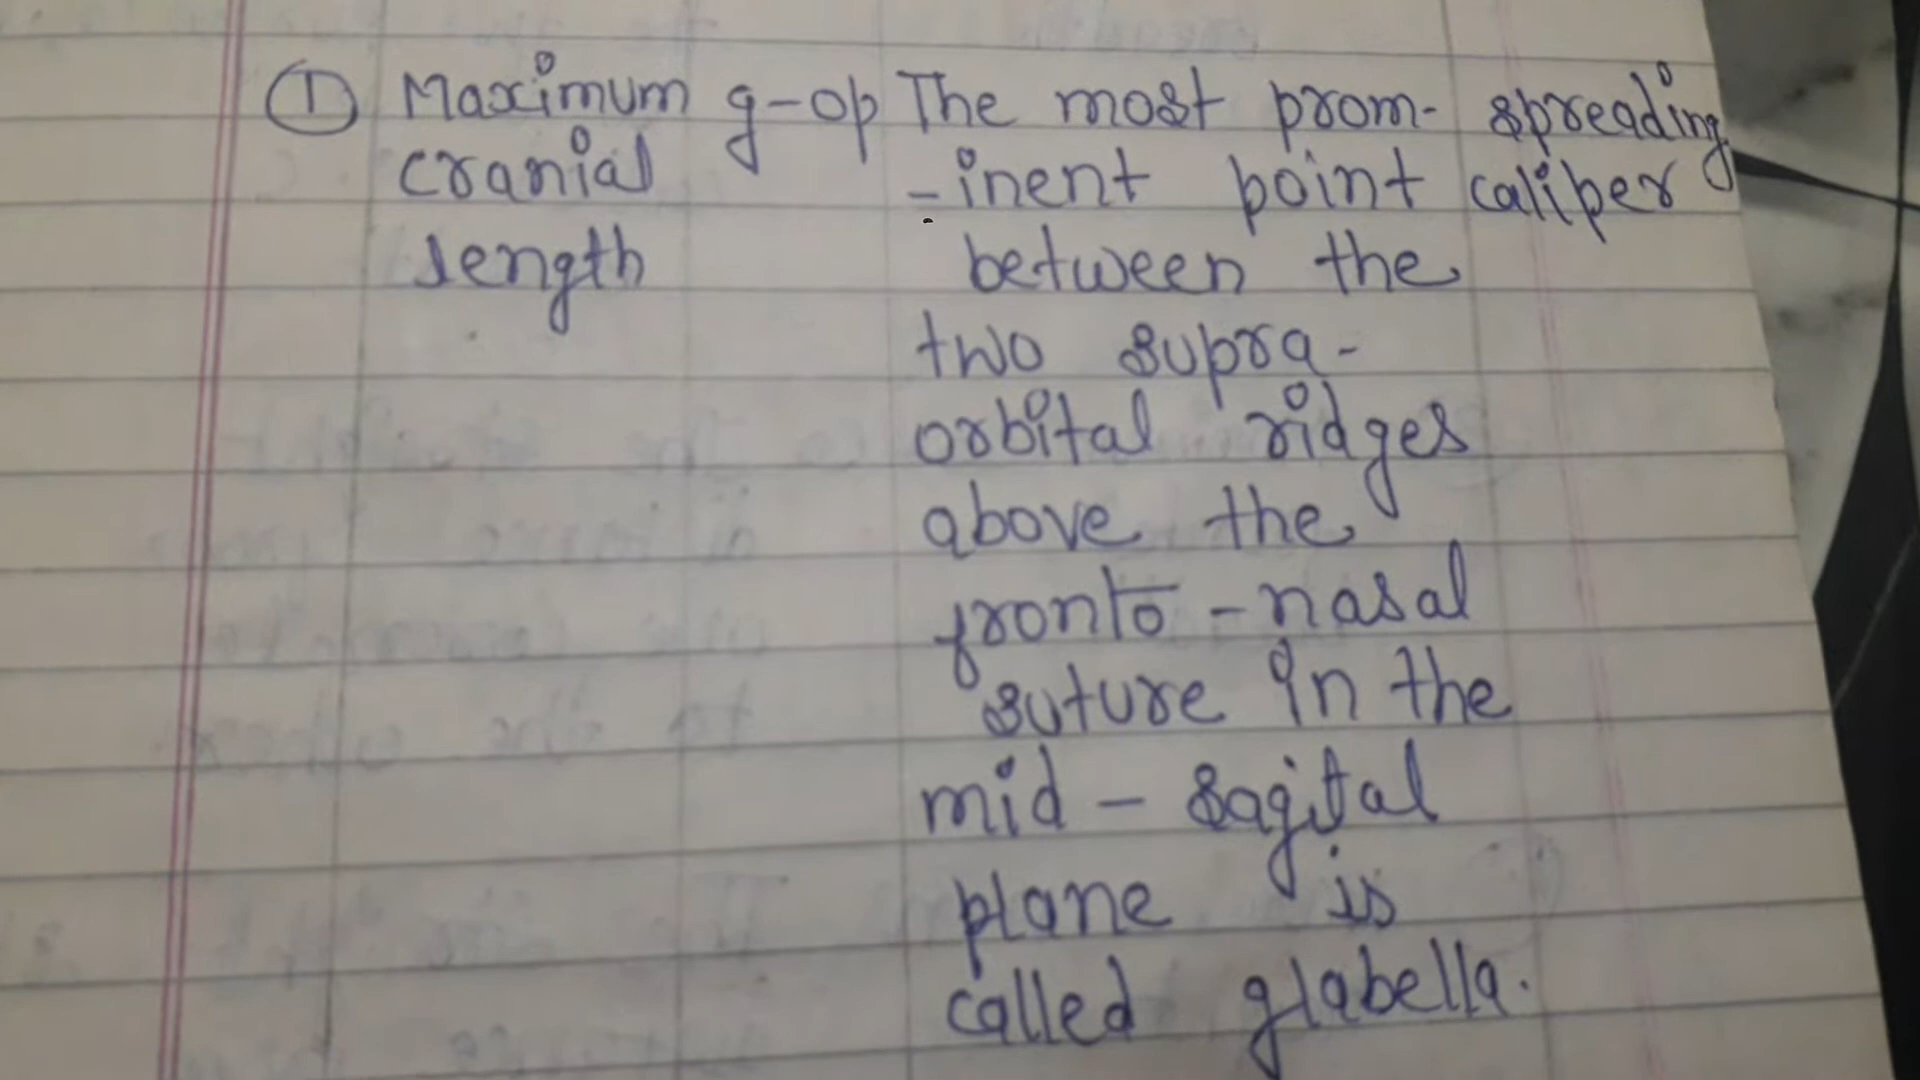 ① Maximum g-op The most prom- spreading
cranial -inent point caliper
length between the
two supra-
orbital ridges
above the
fronto-nasal
suture in the
mid-sagital
plane is
called glabella.